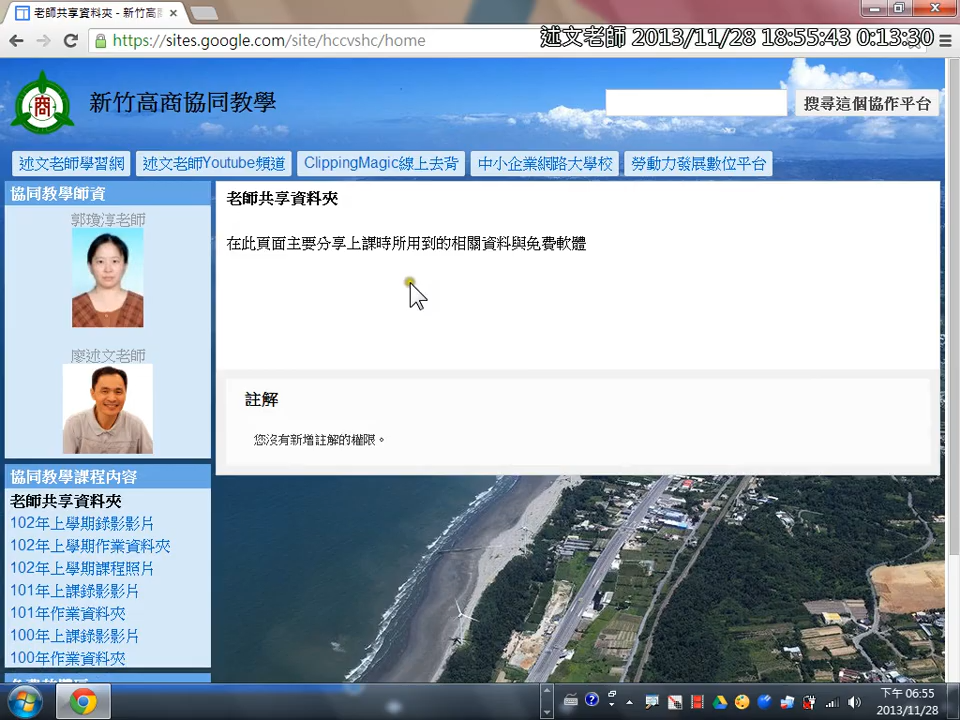 老師共享資料夾 - 新竹高
述文老師 2013/11/28 18:55:43 0:13:30
https://sites.google.com/site/hccvshc/home
商
新竹高商協同教學
搜尋這個協作平台
述文老師學習網
述文老師Youtube頻道
ClippingMagic線上去背
中小企業網路大學校
勞動力發展數位平台
協同教學師資
郭瓊淳老師
廖述文老師
老師共享資料夾
在此頁面主要分享上課時所用到的相關資料與免費軟體
註解
您沒有新增註解的權限。
協同教學課程內容
老師共享資料夾
102年上學期錄影影片
102年上學期作業資料夾
102年上學期課程照片
101年上課錄影影片
101年作業資料夾
100年上課錄影影片
100年作業資料夾
下午 06:55
2013/11/28